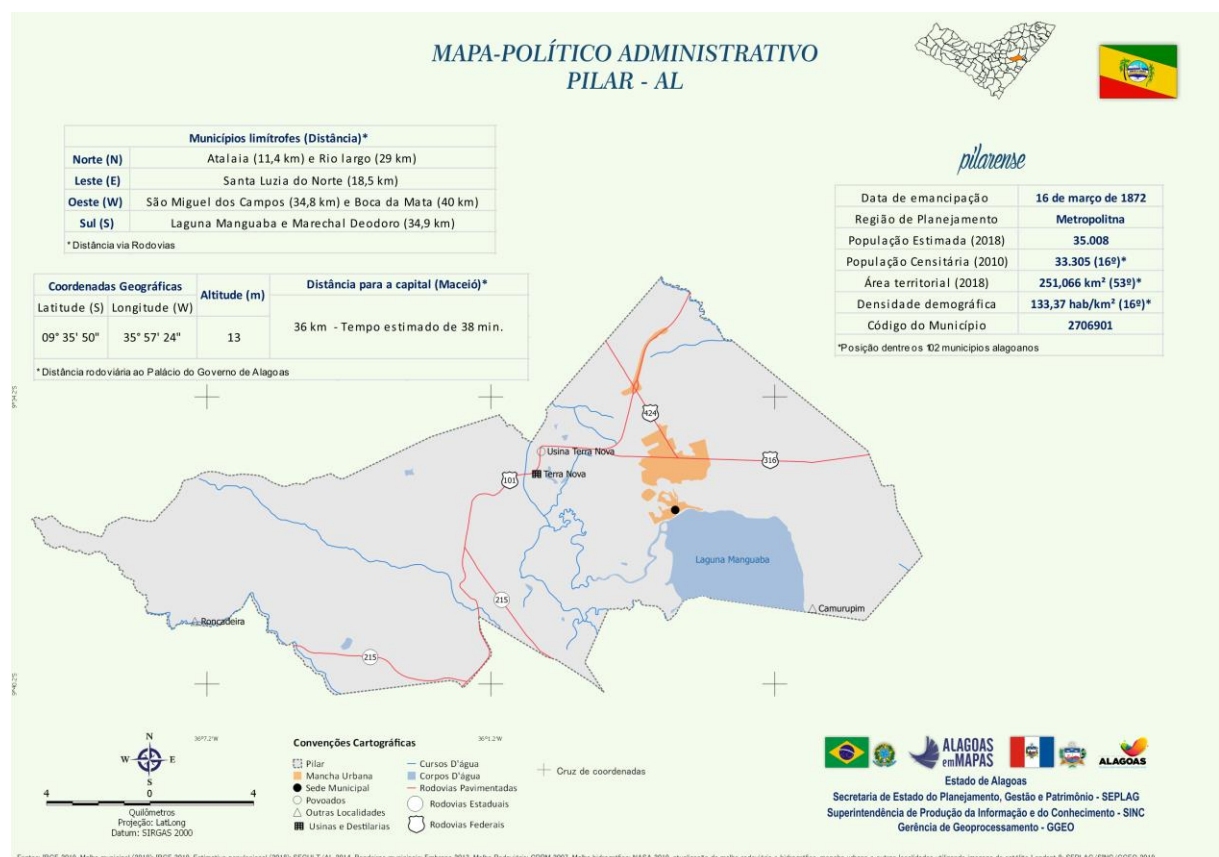 MAPA-POLÍTICO ADMINISTRATIVO
PILAR - AL
Municípios limítrofes (Distância)*
Norte (N) Atalaia (11,4 km) e Rio largo (29 km)
Leste (E) Santa Luzia do Norte (18,5 km)
Oeste (W) São Miguel dos Campos (34,8 km) e Boca da Mata (40 km)
Sul (S) Laguna Manguaba e Marechal Deodoro (34,9 km)
* Distância via Rodovias
Coordenadas Geográficas Altitude (m) Distância para a capital (Maceió)*
Latitude (S) Longitude (W)
09° 35' 50" 35° 57' 24" 13 36 km - Tempo estimado de 38 min.
* Distância rodoviária ao Palácio do Governo de Alagoas
pilarense
Data de emancipação 16 de março de 1872
Região de Planejamento Metropolitna
População Estimada (2018) 35.008
População Censitária (2010) 33.305 (16º)*
Área territorial (2018) 251,066 km² (53º)*
Densidade demográfica 133,37 hab/km² (16º)*
Código do Município 2706901
*Posição dentre os 102 municípios alagoanos
424
Usina Terra Nova
316
101
Terra Nova
Laguna Manguaba
215
Camurupim
Roncadeira
215
36°7.2'W
36°1.2'W
N
W E
S
4 0 4
Quilômetros
Projeção: LatLong
Datum: SIRGAS 2000
Convenções Cartográficas
Pilar
Mancha Urbana
Sede Municipal
Povoados
Outras Localidades
Usinas e Destilarias
Cursos D'água
Corpos D'água
Rodovias Pavimentadas
Rodovias Estaduais
Rodovias Federais
Cruz de coordenadas
ALAGOAS
emMAPAS
ALAGOAS
Estado de Alagoas
Secretaria de Estado do Planejamento, Gestão e Patrimônio - SEPLAG
Superintendência de Produção da Informação e do Conhecimento - SINC
Gerência de Geoprocessamento - GGEO